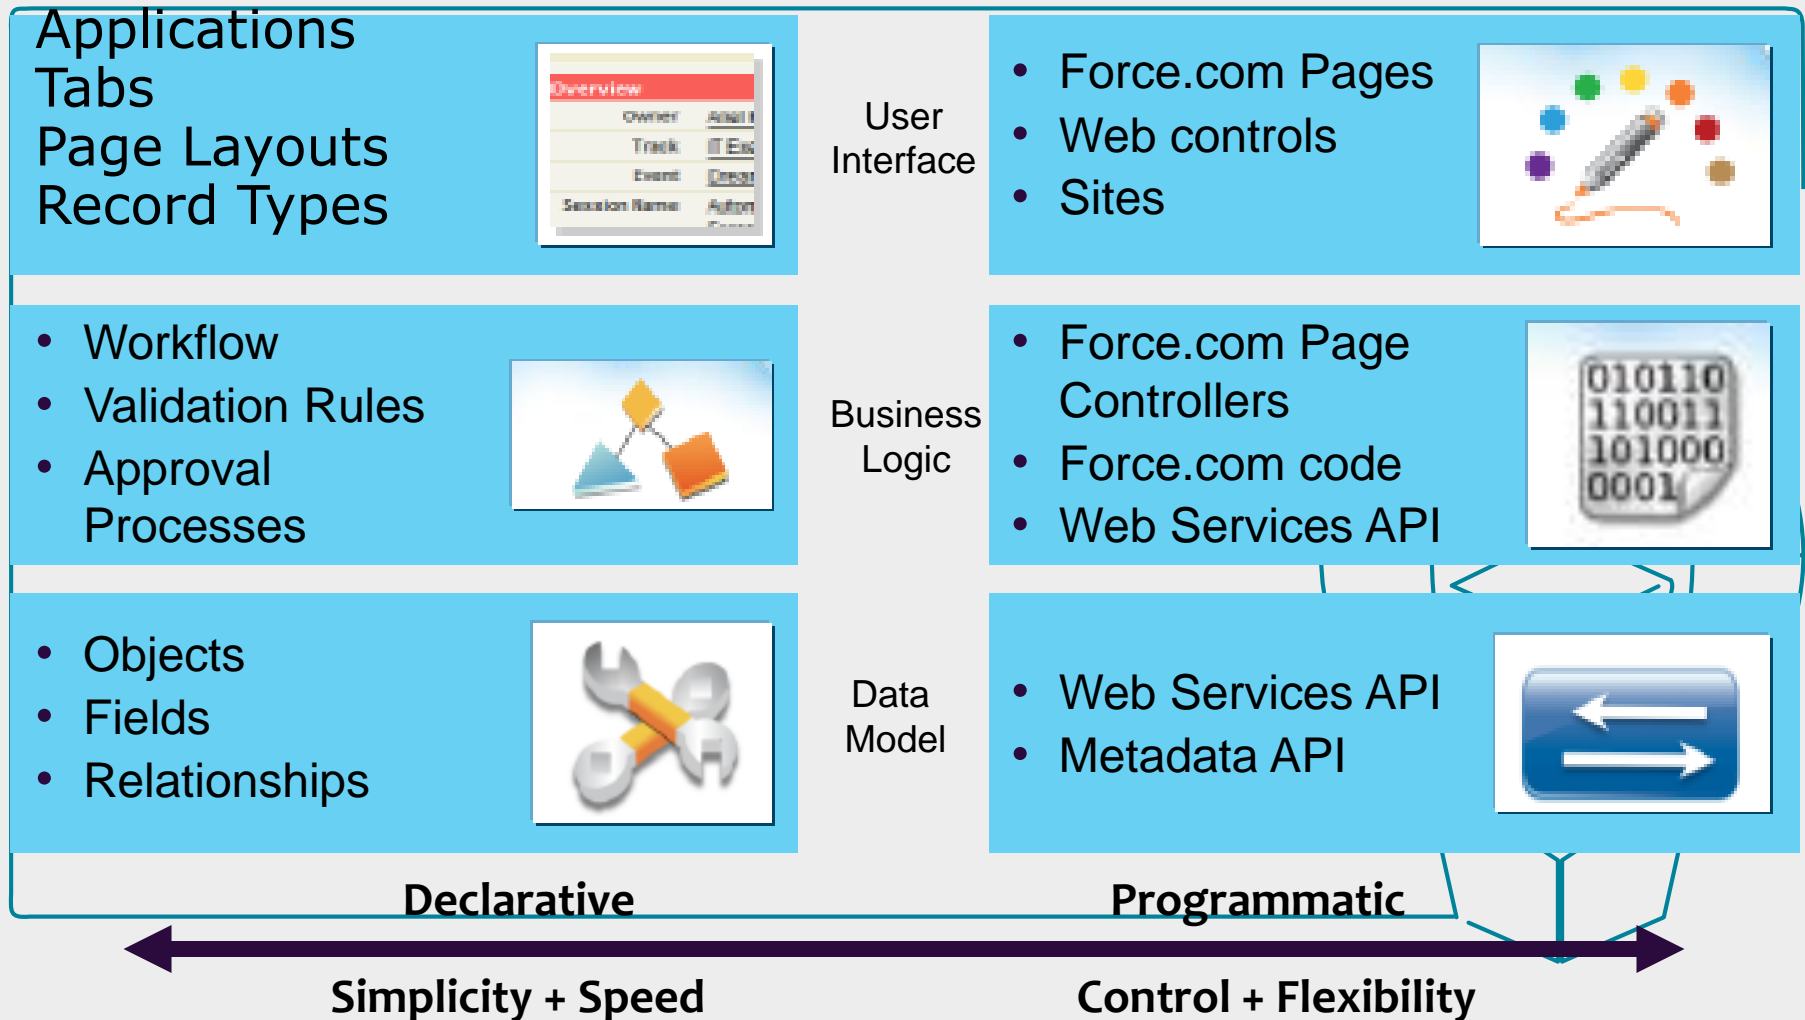 Applications
Tabs
Page Layouts
Record Types
Overview
Owner
Track
Event
Session Name
User
Interface
• Force.com Pages
• Web controls
• Sites
• Workflow
• Validation Rules
• Approval
Processes
Business
Logic
• Force.com Page
Controllers
• Force.com code
• Web Services API
010110
110011
101000
0001
• Objects
• Fields
• Relationships
Data
Model
• Web Services API
• Metadata API
Declarative
Programmatic
Simplicity + Speed
Control + Flexibility